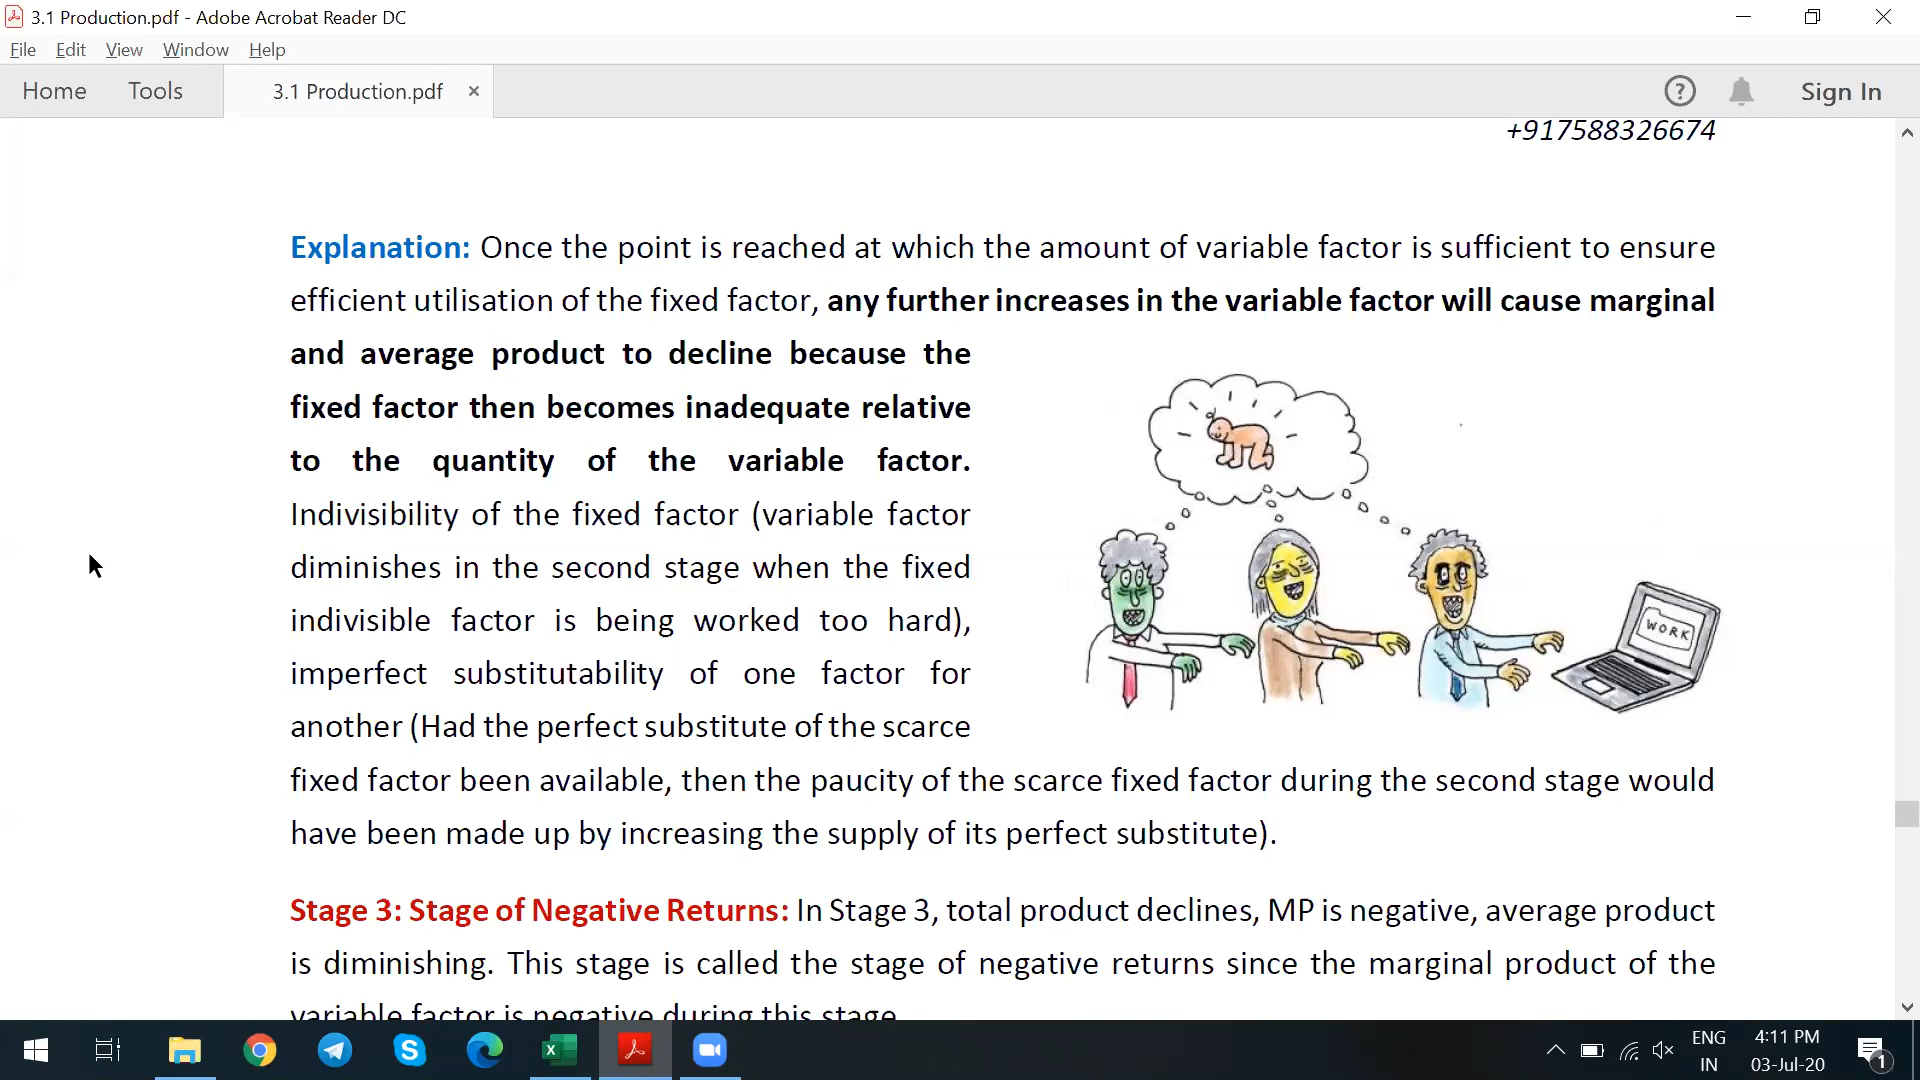 3.1 Production.pdf - Adobe Acrobat Reader DC
File Edit View Window Help
Home Tools 3.1 Production.pdf × ? Sign In
+917588326674
Explanation: Once the point is reached at which the amount of variable factor is sufficient to ensure
efficient utilisation of the fixed factor, any further increases in the variable factor will cause marginal
and average product to decline because the
fixed factor then becomes inadequate relative
to the quantity of the variable factor.
Indivisibility of the fixed factor (variable factor
diminishes in the second stage when the fixed
indivisible factor is being worked too hard),
imperfect substitutability of one factor for
another (Had the perfect substitute of the scarce
fixed factor been available, then the paucity of the scarce fixed factor during the second stage would
have been made up by increasing the supply of its perfect substitute).
WORK
Stage 3: Stage of Negative Returns: In Stage 3, total product declines, MP is negative, average product
is diminishing. This stage is called the stage of negative returns since the marginal product of the
variable factor is negative during this stage.
ENG 4:11 PM
IN 03-Jul-20 1